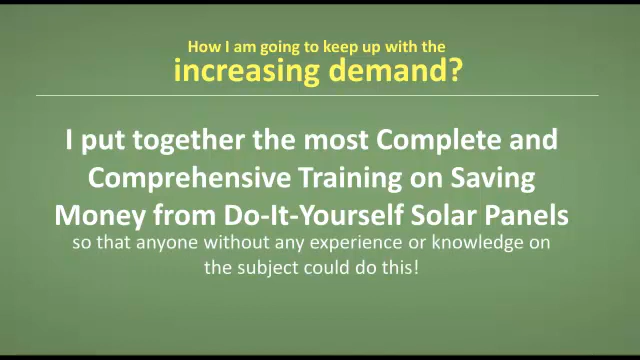 How I am going to keep up with the
increasing demand?
I put together the most Complete and
Comprehensive Training on Saving
Money from Do-It-Yourself Solar Panels
so that anyone without any experience or knowledge on
the subject could do this!